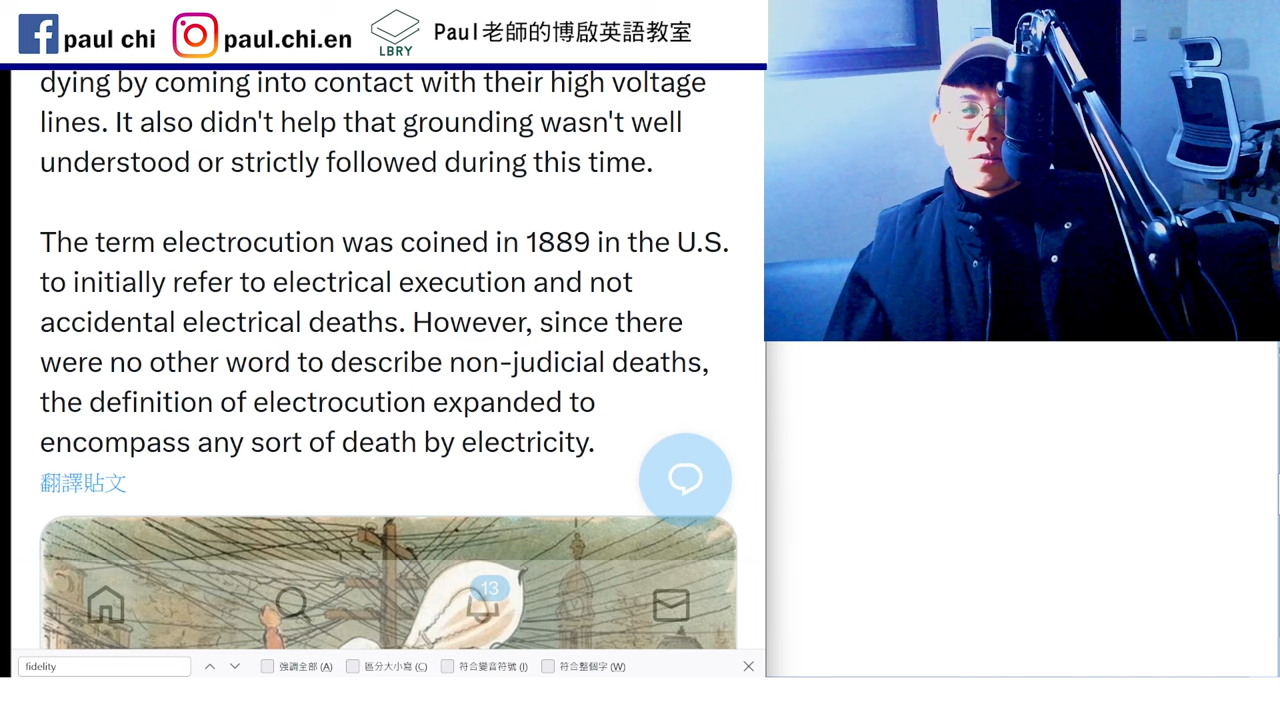 paul chi
paul.chi.en
LBRY
Paul老師的博啟英語教室
dying by coming into contact with their high voltage
lines. It also didn't help that grounding wasn't well
understood or strictly followed during this time.
The term electrocution was coined in 1889 in the U.S.
to initially refer to electrical execution and not
accidental electrical deaths. However, since there
were no other word to describe non-judicial deaths,
the definition of electrocution expanded to
encompass any sort of death by electricity.
翻譯貼文
13
fidelity
強調全部 (A)
區分大小寫 (C)
符合變音符號 (I)
符合整個字 (W)